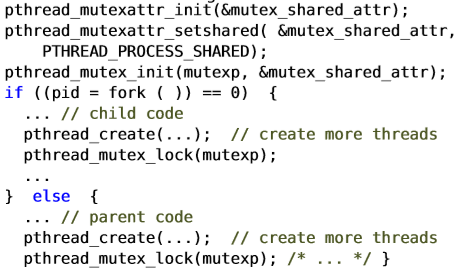 pthread_mutexattr_init(&mutex_shared_attr);
pthread_mutexattr_setshared( &mutex_shared_attr,
    PTHREAD_PROCESS_SHARED);
pthread_mutex_init(mutexp, &mutex_shared_attr);
if ((pid = fork ( )) == 0)  {
  ... // child code
  pthread_create(...);  // create more threads
  pthread_mutex_lock(mutexp);
  ...
}  else  {
  ... // parent code
  pthread_create(...);  // create more threads
  pthread_mutex_lock(mutexp); /* ... */ }